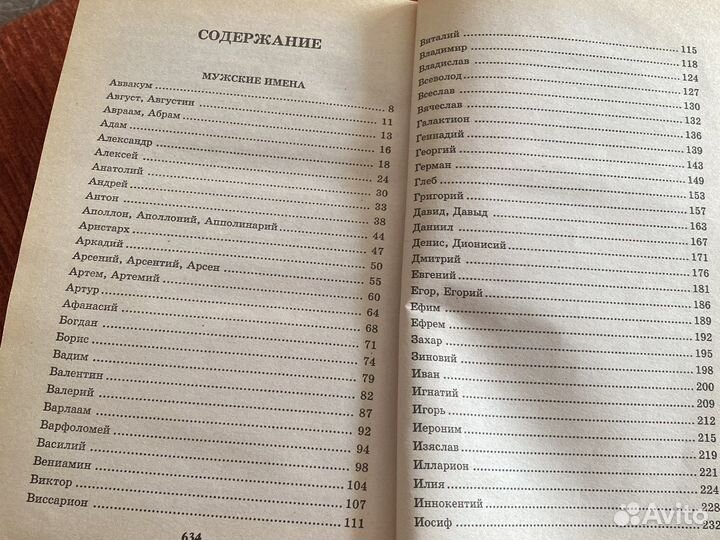 СОДЕРЖАНИЕ
МУЖСКИЕ ИМЕНА
Аввакум ........ 8
Август, Августин ........ 11
Авраам, Абрам ........ 13
Адам ........ 16
Александр ........ 18
Алексей ........ 24
Анатолий ........ 30
Андрей ........ 33
Антон ........ 38
Аполлон, Аполлоний, Апполинарий ........ 44
Аристарх ........ 47
Аркадий ........ 50
Арсений, Арсентий, Арсен ........ 55
Артем, Артемий ........ 60
Артур ........ 64
Афанасий ........ 68
Богдан ........ 71
Борис ........ 74
Вадим ........ 79
Валентин ........ 82
Валерий ........ 87
Варлаам ........ 92
Варфоломей ........ 94
Василий ........ 98
Вениамин ........ 104
Виктор ........ 107
Виссарион ........ 111
634
Виталий ........ 115
Владимир ........ 118
Владислав ........ 124
Всеволод ........ 127
Всеслав ........ 130
Вячеслав ........ 132
Галактион ........ 136
Геннадий ........ 139
Георгий ........ 143
Герман ........ 149
Глеб ........ 153
Григорий ........ 157
Давид, Давыд ........ 163
Даниил ........ 167
Денис, Дионисий ........ 171
Дмитрий ........ 176
Евгений ........ 181
Егор, Егорий ........ 186
Ефим ........ 189
Ефрем ........ 192
Захар ........ 195
Зиновий ........ 198
Иван ........ 200
Игнатий ........ 209
Игорь ........ 212
Иероним ........ 215
Изяслав ........ 219
Илларион ........ 221
Илия ........ 224
Иннокентий ........ 228
Иосиф ........ 232
Avito